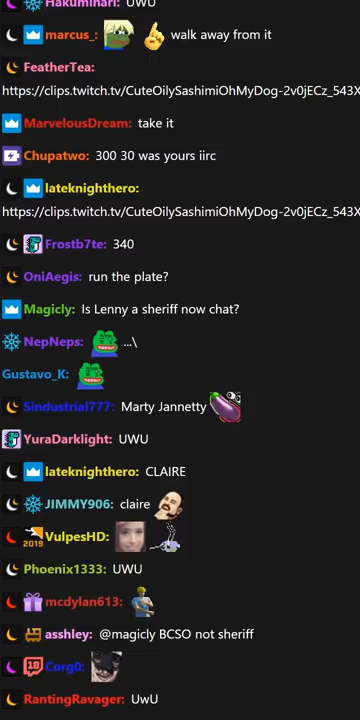 Hakuminari: UWU
marcus_: walk away from it
FeatherTea:
https://clips.twitch.tv/CuteOilySashimiOhMyDog-2v0jECz_543X
MarvelousDream: take it
Chupatwo: 300 30 was yours iirc
lateknighthero:
https://clips.twitch.tv/CuteOilySashimiOhMyDog-2v0jECz_543X
Frostb7te: 340
OniAegis: run the plate?
Magicly: Is Lenny a sheriff now chat?
NepNeps: ...\
Gustavo_K:
Sindustrial777: Marty Jannetty
YuraDarklight: UWU
lateknighthero: CLAIRE
JIMMY906: claire
2019 VulpesHD:
Phoenix1333: UWU
mcdylan613:
asshley: @magicly BCSO not sheriff
10 Corg0:
RantingRavager: UwU